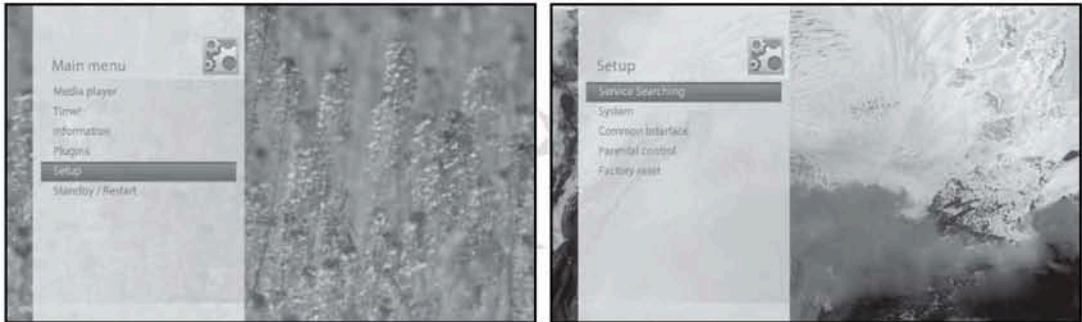 Main menu
Media player
Timer
Information
Plugins
Setup
Standby / Restart
Setup
Service Searching
System
Common Interface
Parental control
Factory reset